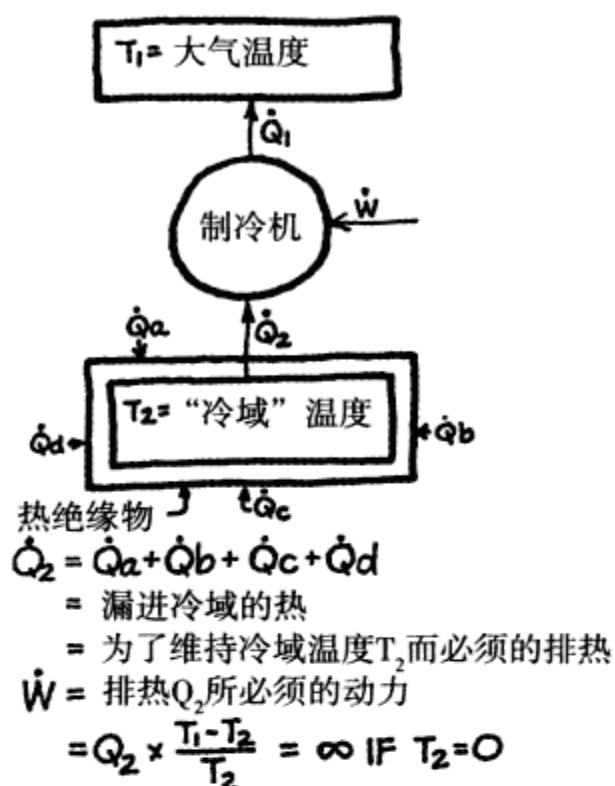 T₁= 大气温度
Q̇₁
制冷机
Ẇ
Q̇a
Q̇₂
T₂= “冷域” 温度
Q̇d
Q̇b
Q̇c
热绝缘物
Q̇₂ = Q̇a+Q̇b+Q̇c+Q̇d
= 漏进冷域的热
= 为了维持冷域温度T₂而必须的排热
Ẇ = 排热Q₂所必须的动力
=Q₂ × (T₁-T₂)/T₂ = ∞ IF T₂=O